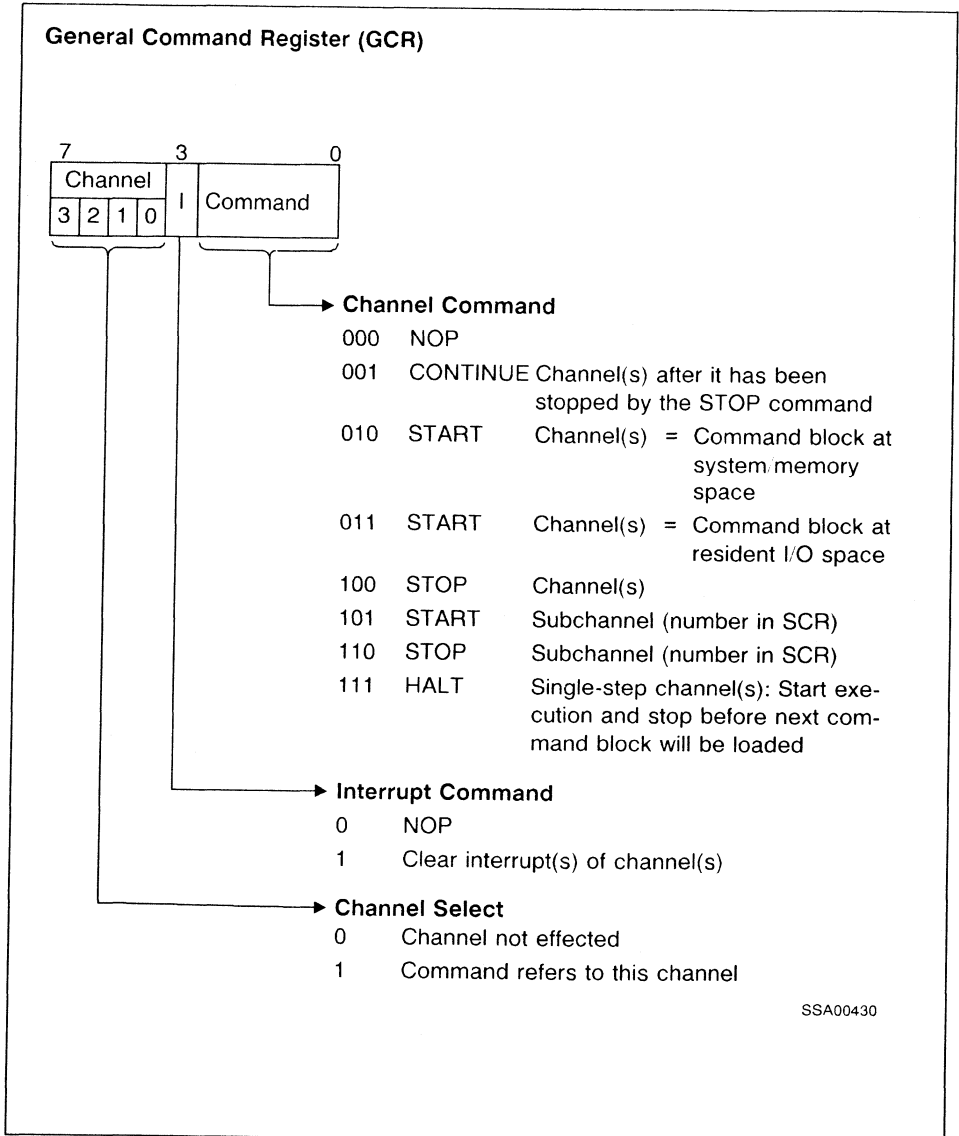 General Command Register (GCR)
7 3 0
Channel
I Command
3 2 1 0
Channel Command
000 NOP
001 CONTINUE Channel(s) after it has been
stopped by the STOP command
010 START Channel(s) = Command block at
system/memory
space
011 START Channel(s) = Command block at
resident I/O space
100 STOP Channel(s)
101 START Subchannel (number in SCR)
110 STOP Subchannel (number in SCR)
111 HALT Single-step channel(s): Start exe-
cution and stop before next com-
mand block will be loaded
Interrupt Command
0 NOP
1 Clear interrupt(s) of channel(s)
Channel Select
0 Channel not effected
1 Command refers to this channel
SSA00430